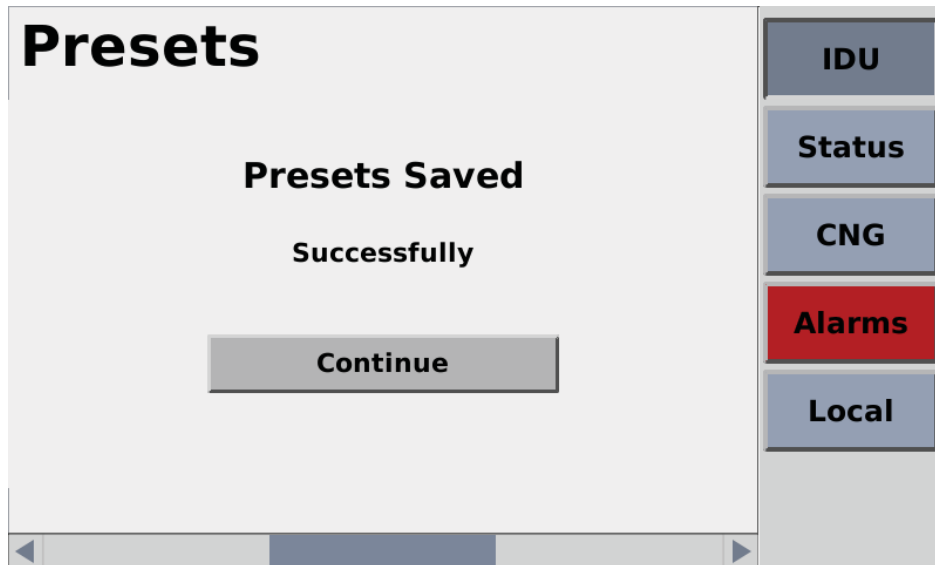 Presets
Presets Saved
Successfully
Continue
IDU
Status
CNG
Alarms
Local